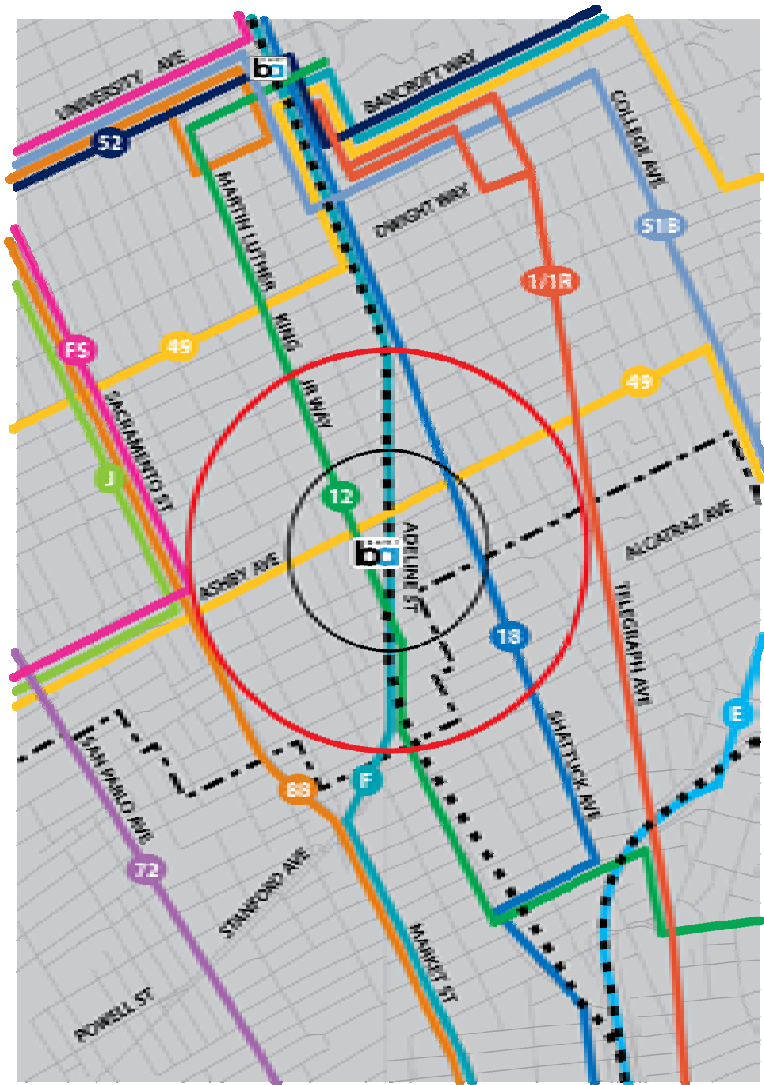 UNIVERSITY AVE
ba
BANCROFT WAY
52
COLLEGE AVE
MARTIN LUTHER KING JR WAY
DWIGHT WAY
51B
1/1R
FS
49
49
SACRAMENTO ST
J
12
ADELINE ST
ALCATRAZ AVE
ba
ASHBY AVE
TELEGRAPH AVE
18
E
SHATTUCK AVE
SAN PABLO AVE
F
88
72
STANFORD AVE
MARKET ST
POWELL ST